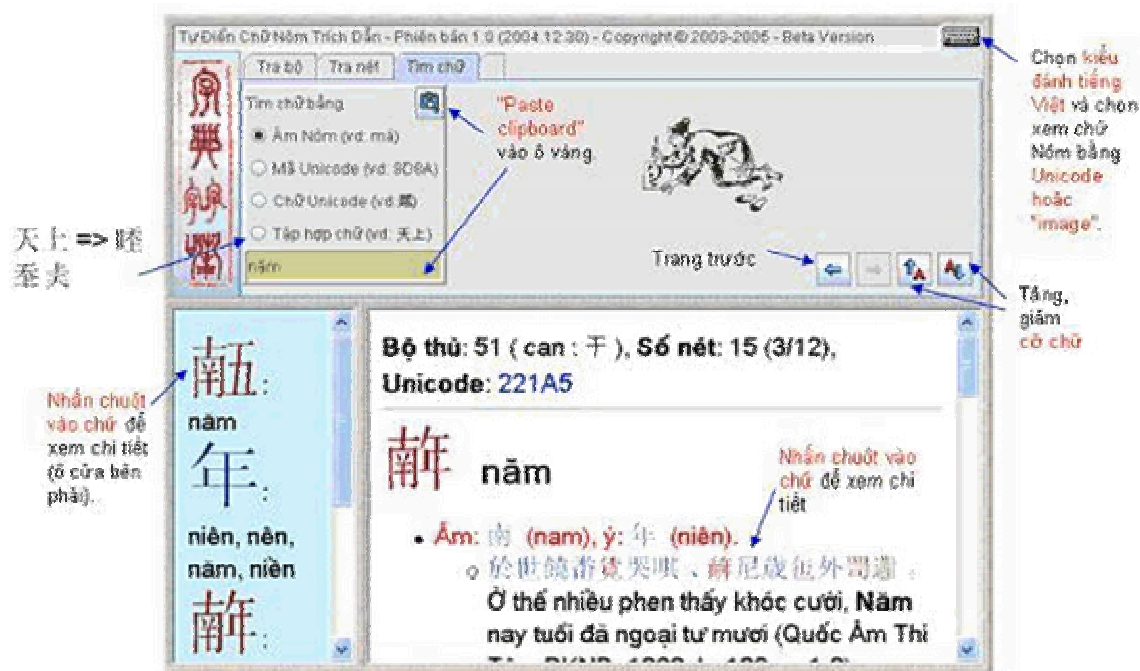 Tự Điển Chữ Nôm Trích Dẫn - Phiên bản 1.0 (2004.12.30) - Copyright © 2003-2005 - Beta Version
Tra bộ Tra nét Tìm chữ
Tìm chữ bằng
Âm Nôm (vd: mã)
Mã Unicode (vd: 8D8A)
Chữ Unicode (vd:
Tập hợp chữ (vd: 天上)
năm
"Paste
clipboard"
vào ô vàng
Chọn kiểu
đánh tiếng
Việt và chọn
xem chữ
Nôm bằng
Unicode
hoặc
"image".
天上 =>
Trang trước
Tăng,
giảm
cỡ chữ
Nhấn chuột
vào chữ để
xem chi tiết
(ô cửa bên
phải).
năm
年:
niên, nên,
năm, niền
Bộ thủ: 51 ( can : 干 ), Số nét: 15 (3/12),
Unicode: 221A5
𢆥 năm
Nhấn chuột vào
chữ để xem chi
tiết
Âm: 南 (nam), ý: 年 (niên).
Ở thế nhiều phen thấy khóc cười, Năm
nay tuổi đã ngoại tư mươi (Quốc Âm Thi